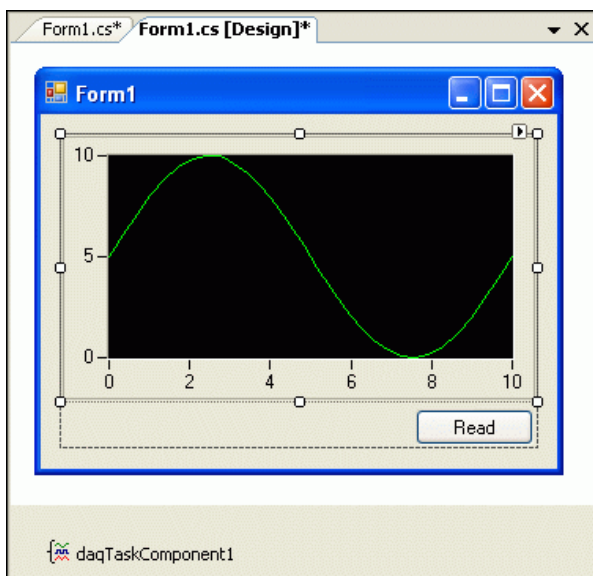 Form1.cs* Form1.cs [Design]*
Form1
10
5
0
0 2 4 6 8 10
Read
daqTaskComponent1